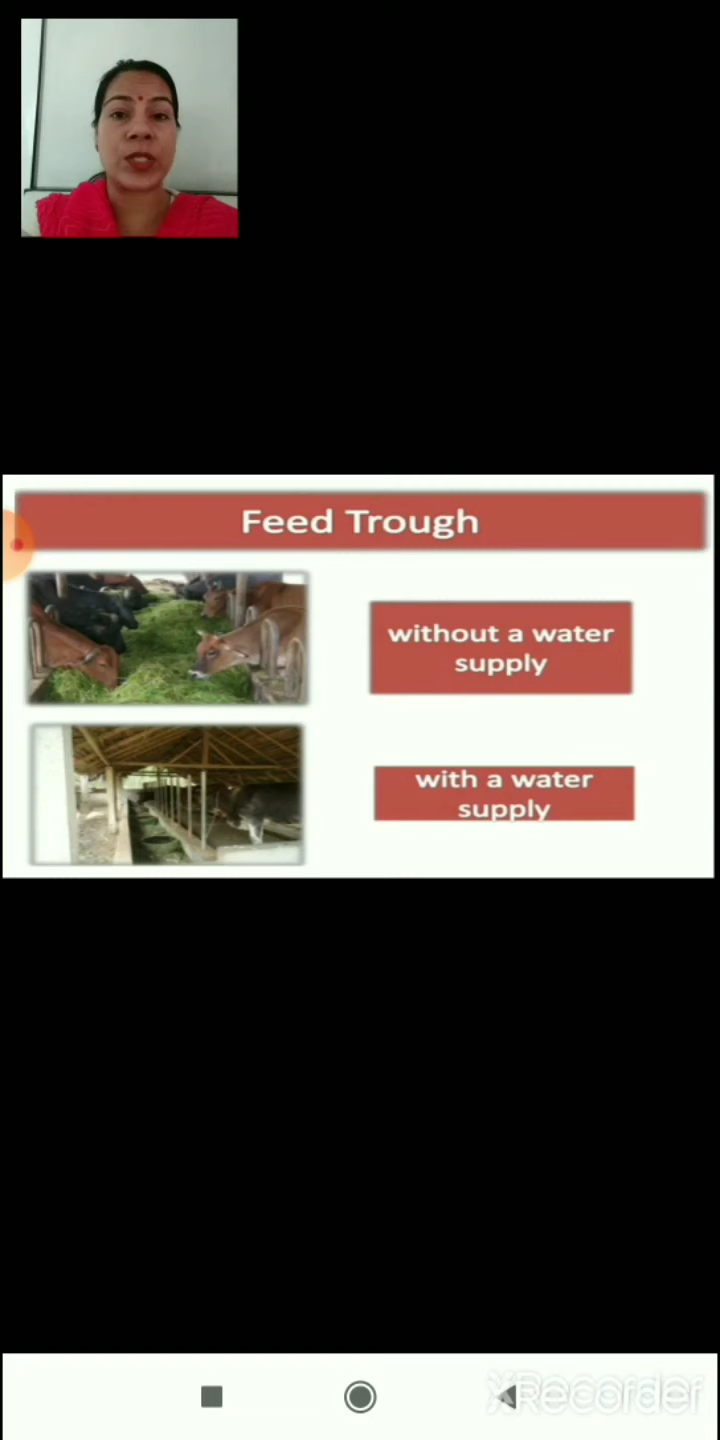 Feed Trough
without a water
supply
with a water
supply
XRecorder